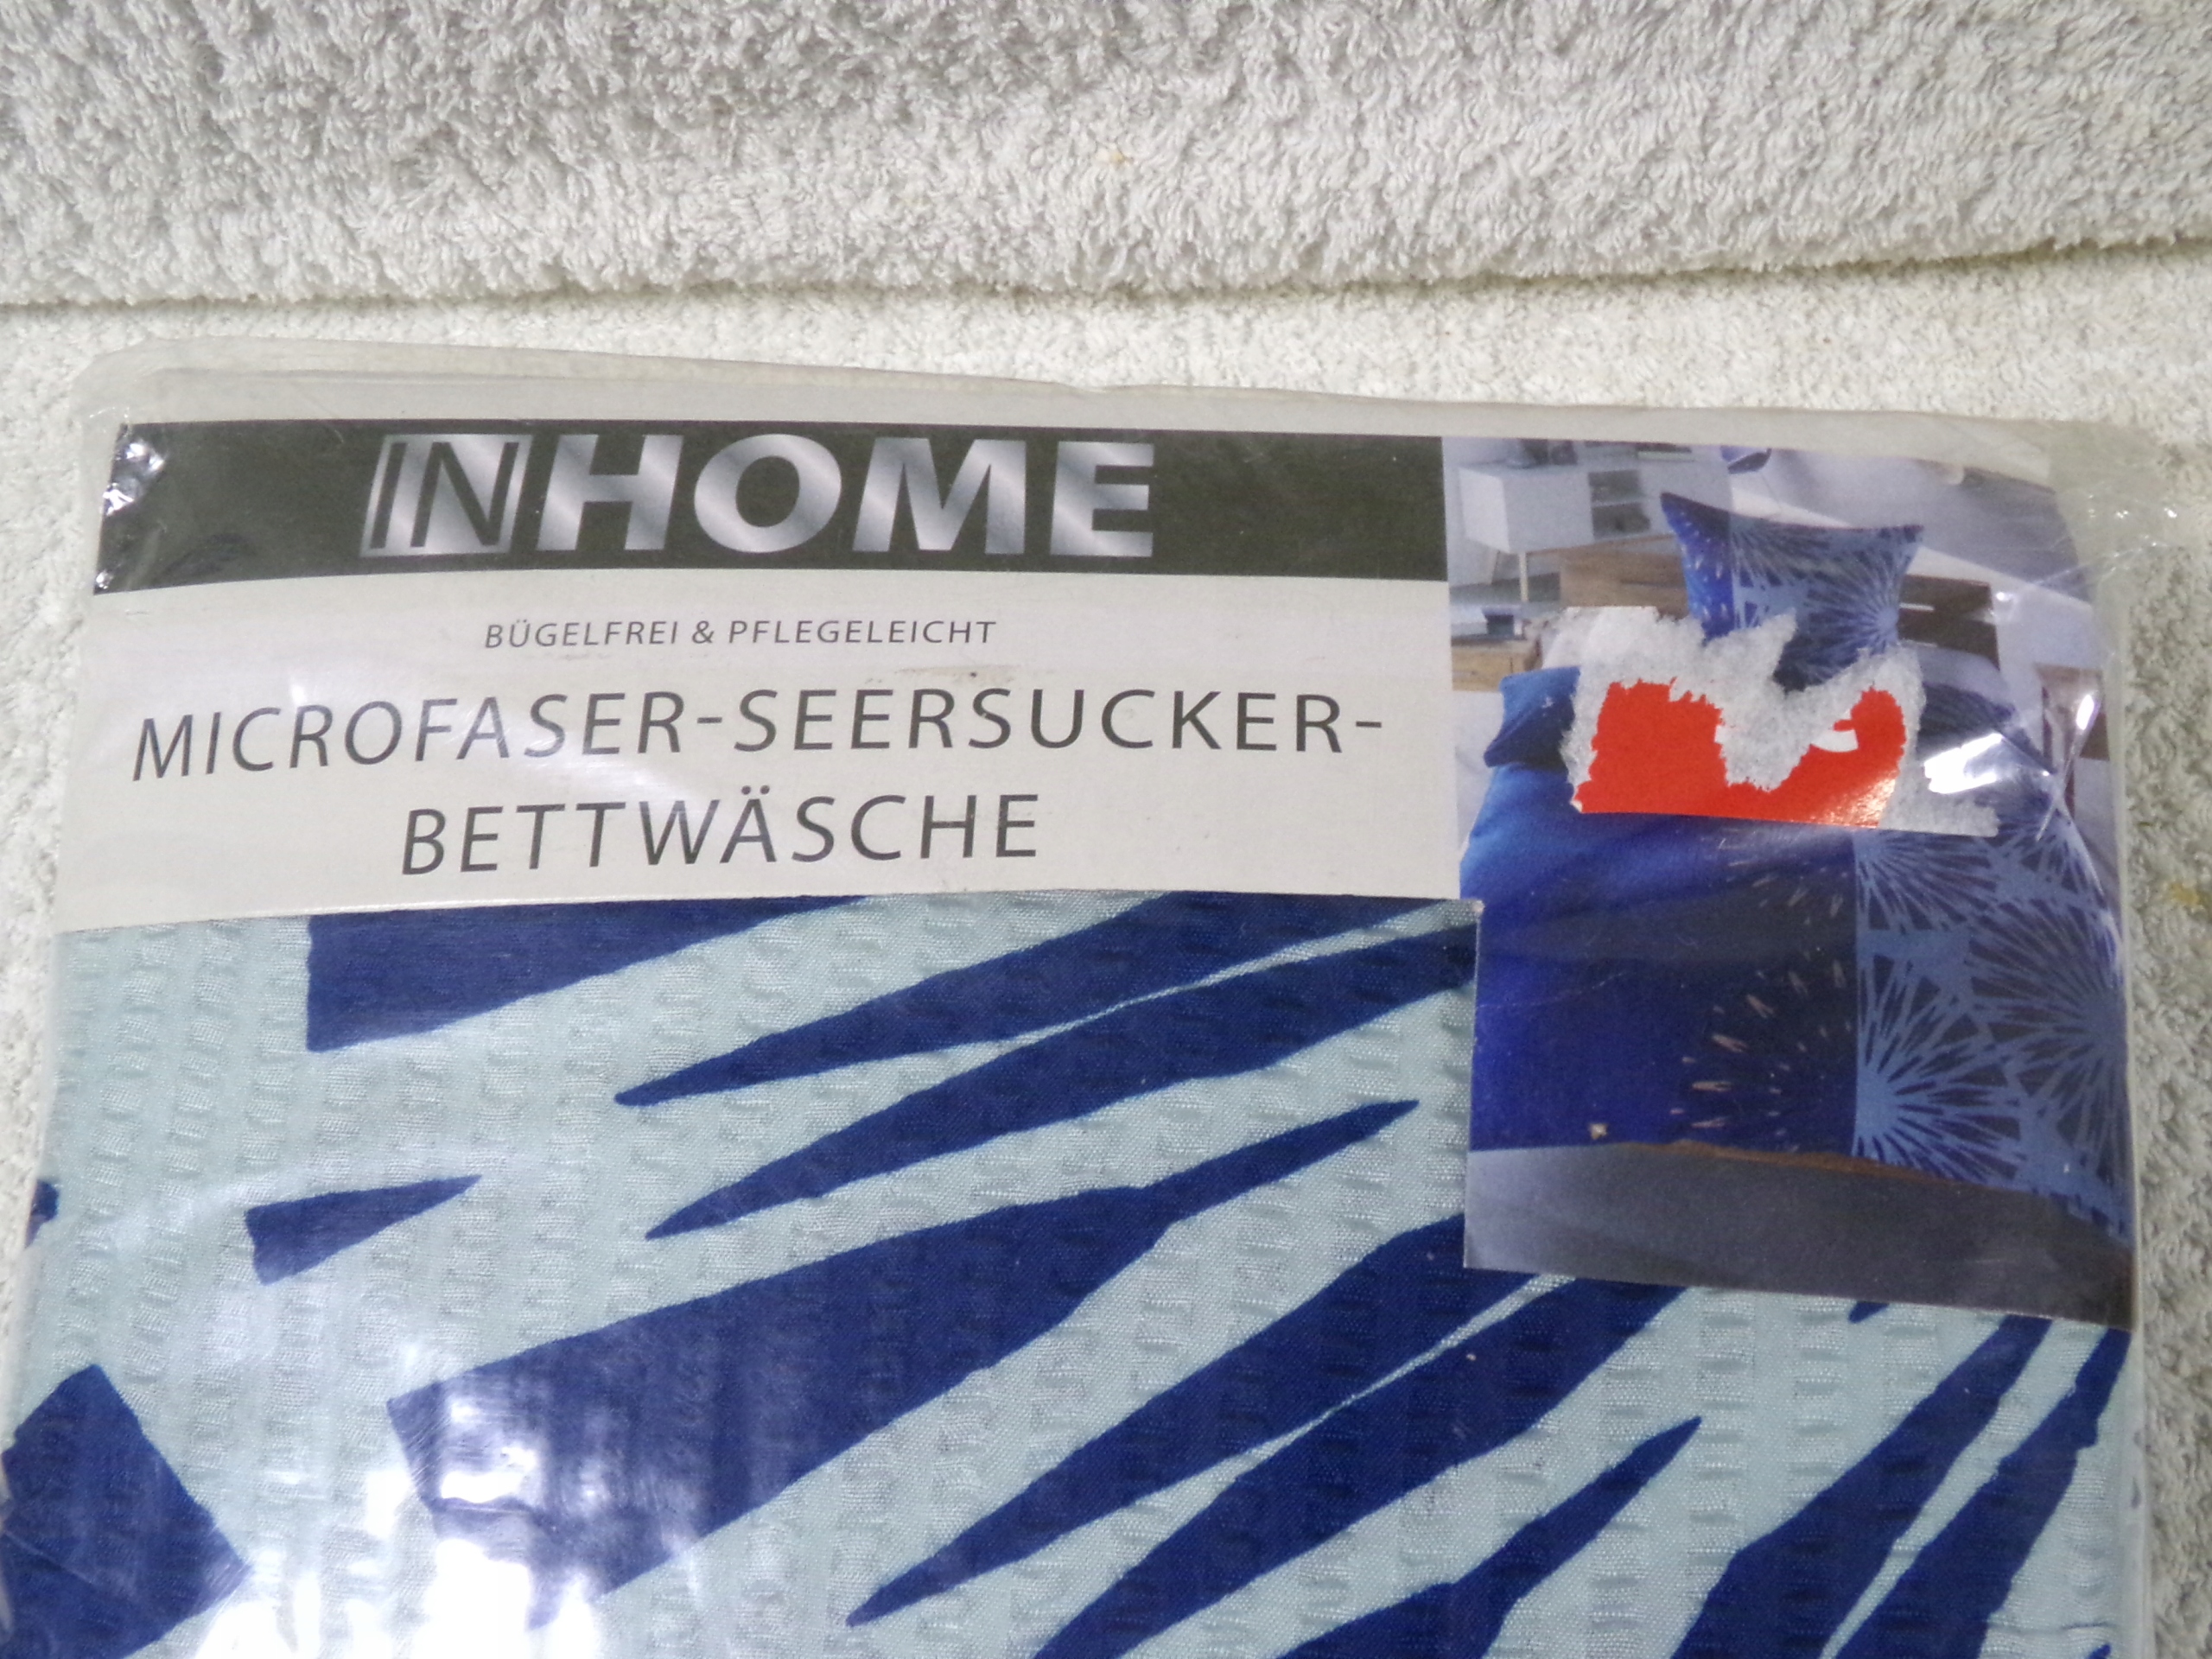 INHOME
BÜGELFREI & PFLEGELEICHT
MICROFASER-SEERSUCKER-
BETTWÄSCHE